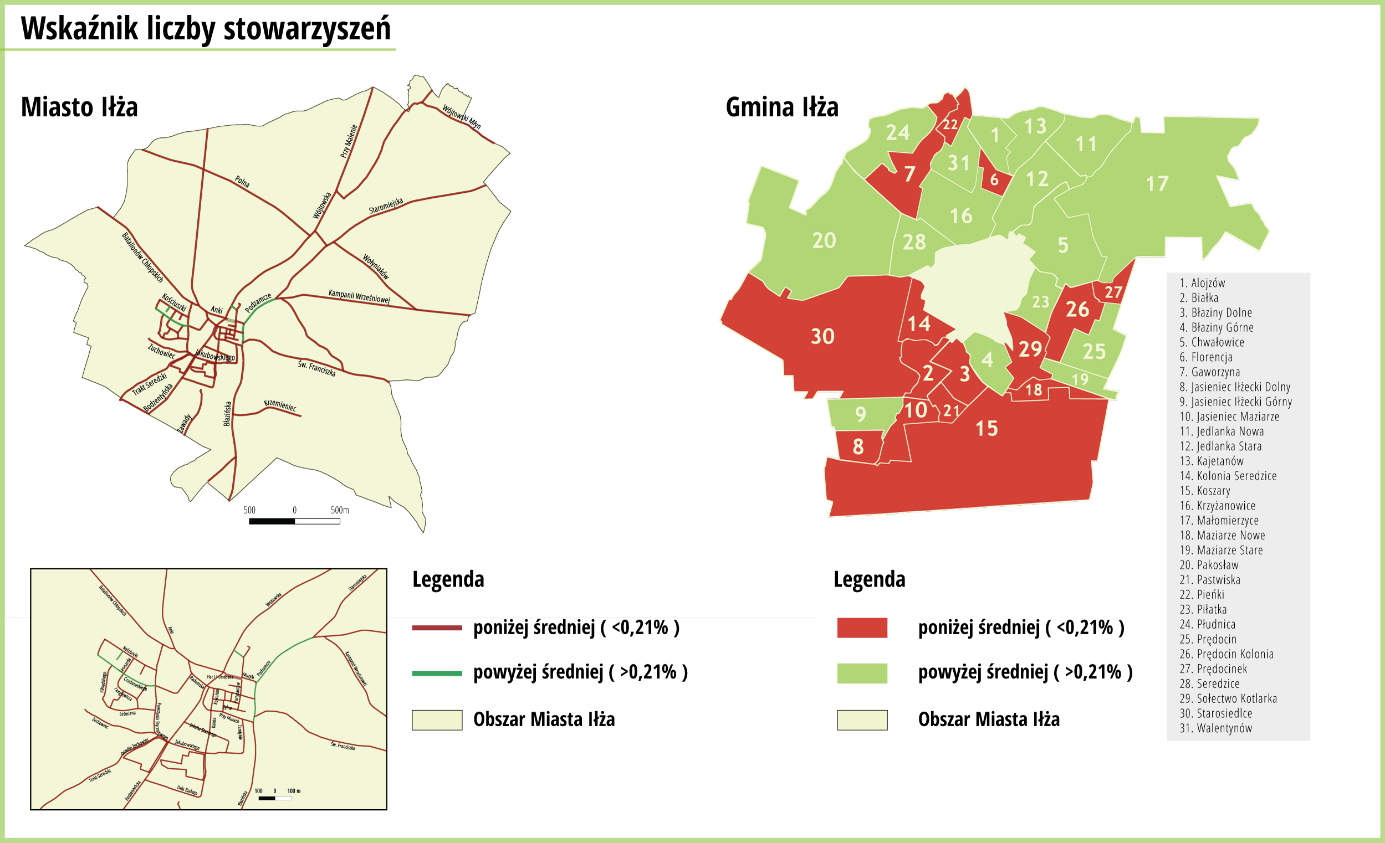 Wskaźnik liczby stowarzyszeń
Miasto Iłża
Wójtowski Młyn
Przy Malenie
Polna
Wójtowska
Staromiejska
Batalionów Chłopskich
Wołyniaków
Kościuszki
Anki
Podzamcze
Kampanii Wrześniowej
Żuchowiec
Jakubowskiego
Św. Franciszka
Trakt Seredzki
Bodzentyńska
Zawady
Błazińska
Krzemieniec
500 0 500m
100 0 100 m
Legenda
poniżej średniej ( <0,21% )
powyżej średniej ( >0,21% )
Obszar Miasta Iłża
Gmina Iłża
22
24
1
13
11
31
7
6
12
17
16
20
28
5
23
27
26
30
14
29
25
4
2
3
19
18
9
10
21
15
8
Legenda
poniżej średniej ( <0,21% )
powyżej średniej ( >0,21% )
Obszar Miasta Iłża
1. Alojzów
2. Białka
3. Błaziny Dolne
4. Błaziny Górne
5. Chwałowice
6. Florencja
7. Gaworzyna
8. Jasieniec Iłżecki Dolny
9. Jasieniec Iłżecki Górny
10. Jasieniec Maziarze
11. Jedlanka Nowa
12. Jedlanka Stara
13. Kajetanów
14. Kolonia Seredzice
15. Koszary
16. Krzyżanowice
17. Małomierzyce
18. Maziarze Nowe
19. Maziarze Stare
20. Pakosław
21. Pastwiska
22. Pieńki
23. Piłatka
24. Płudnica
25. Prędocin
26. Prędocin Kolonia
27. Prędocinek
28. Seredzice
29. Sołectwo Kotlarka
30. Starosiedlce
31. Walentynów